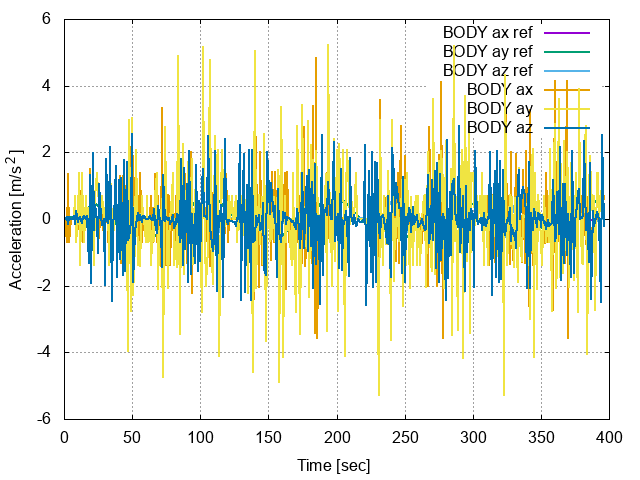 BODY ax ref
BODY ay ref
BODY az ref
BODY ax
BODY ay
BODY az
6
4
2
0
-2
-4
-6
Acceleration [m/s^2]
0 50 100 150 200 250 300 350 400
Time [sec]